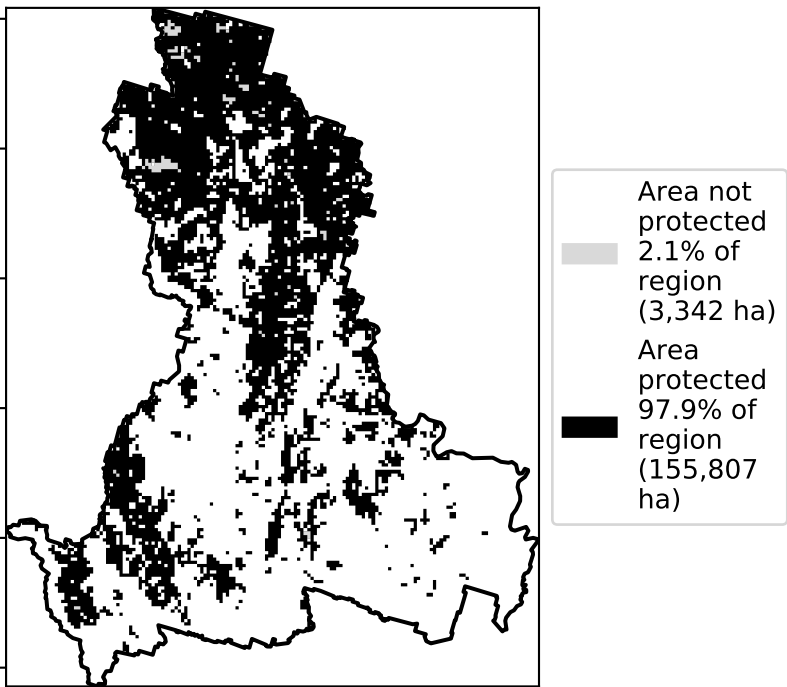 Area not
protected
2.1% of
region
(3,342 ha)
Area
protected
97.9% of
region
(155,807
ha)